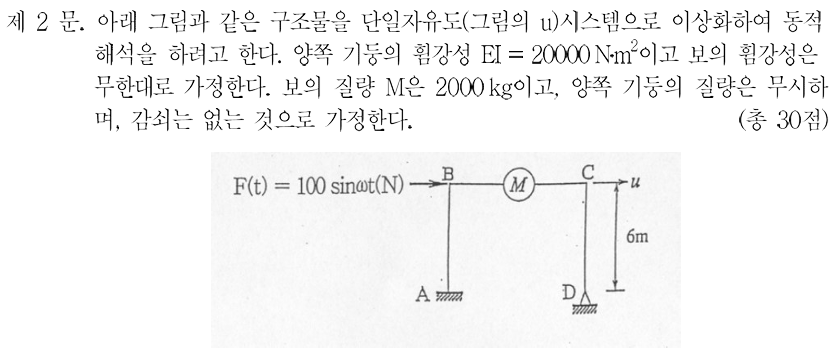 제 2 문. 아래 그림과 같은 구조물을 단일자유도(그림의 u)시스템으로 이상화하여 동적
해석을 하려고 한다. 양쪽 기둥의 휨강성 EI = 20000 N·m²이고 보의 휨강성은
무한대로 가정한다. 보의 질량 M은 2000 kg이고, 양쪽 기둥의 질량은 무시하
며, 감쇠는 없는 것으로 가정한다. (총 30점)
F(t) = 100 sinωt(N) B M C u
6m
A D